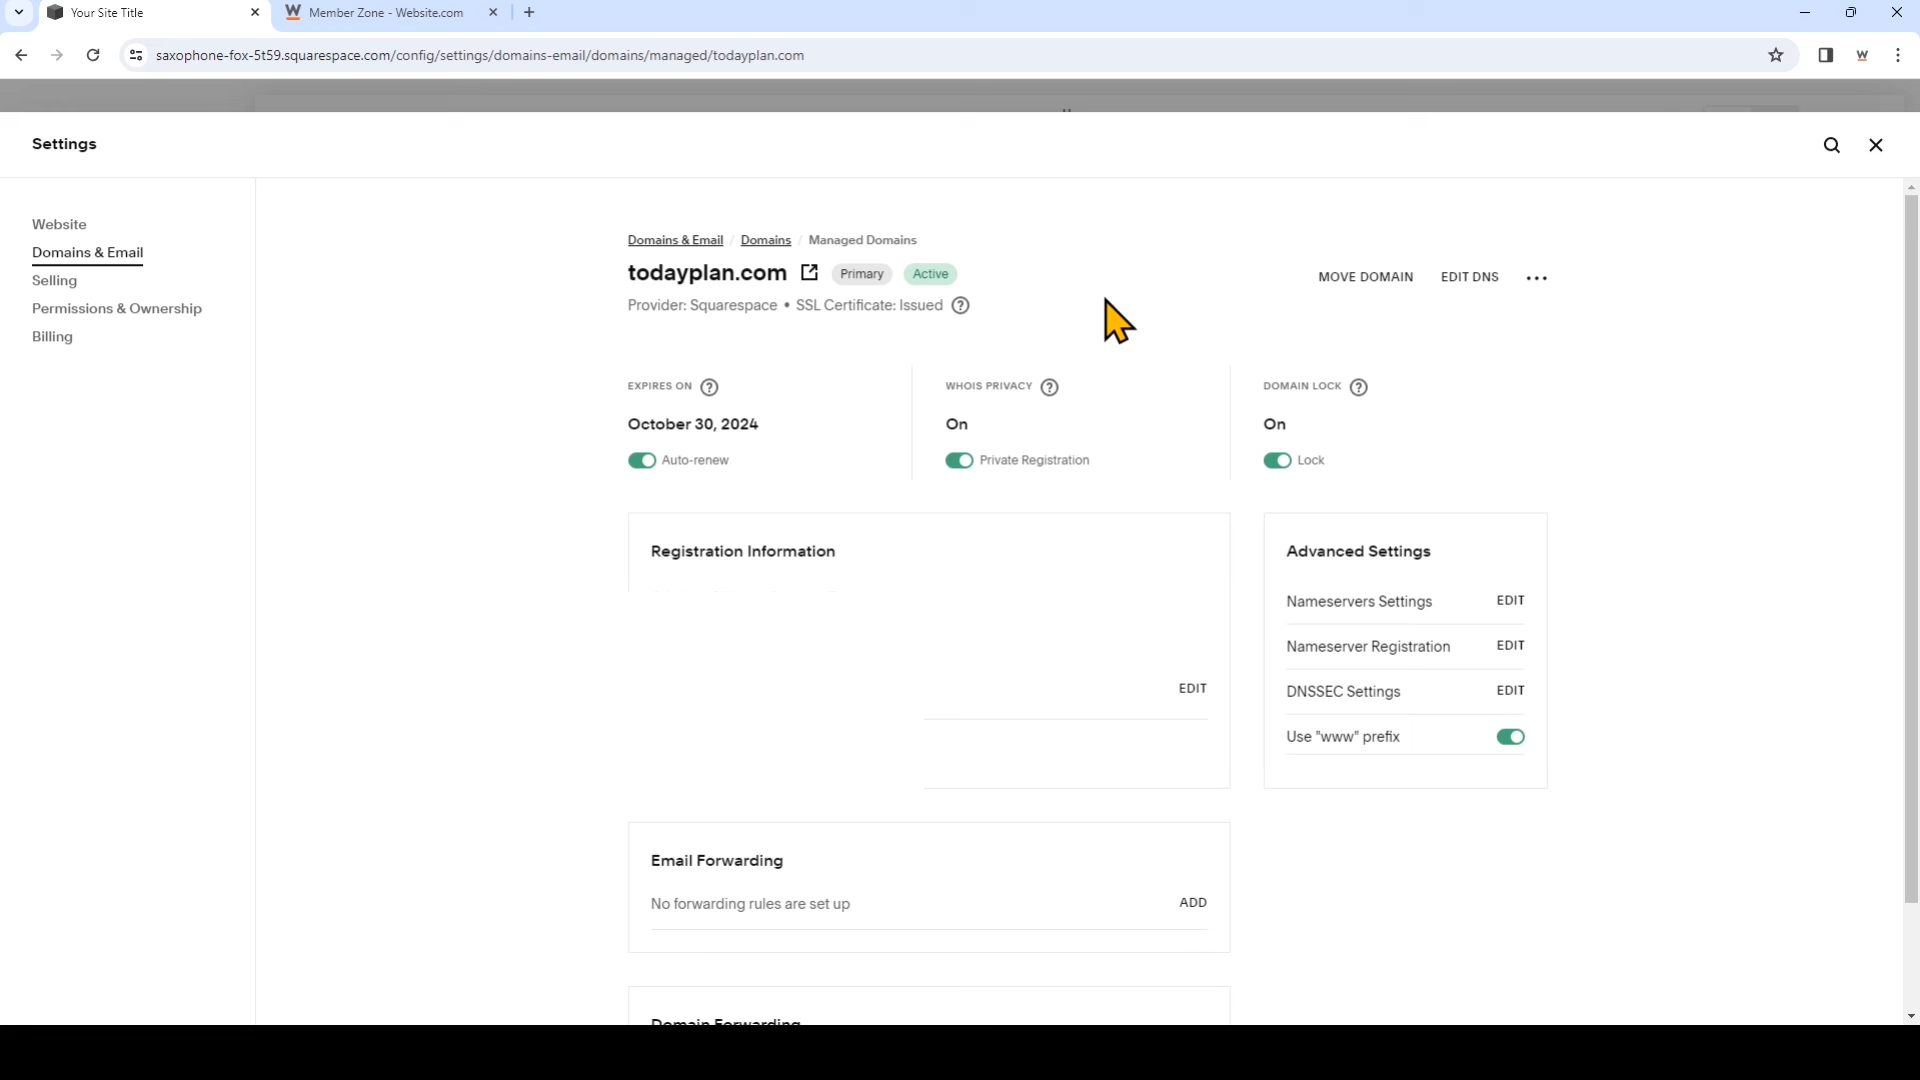 Your Site Title
Member Zone - Website.com
saxophone-fox-5t59.squarespace.com/config/settings/domains-email/domains/managed/todayplan.com
Settings
Website
Domains & Email
Selling
Permissions & Ownership
Billing
Domains & Email / Domains / Managed Domains
todayplan.com Primary Active
MOVE DOMAIN EDIT DNS
Provider: Squarespace • SSL Certificate: Issued
EXPIRES ON
October 30, 2024
Auto-renew
WHOIS PRIVACY
On
Private Registration
DOMAIN LOCK
On
Lock
Registration Information
EDIT
Advanced Settings
Nameservers Settings EDIT
Nameserver Registration EDIT
DNSSEC Settings EDIT
Use "www" prefix
Email Forwarding
No forwarding rules are set up ADD
Domain Forwarding